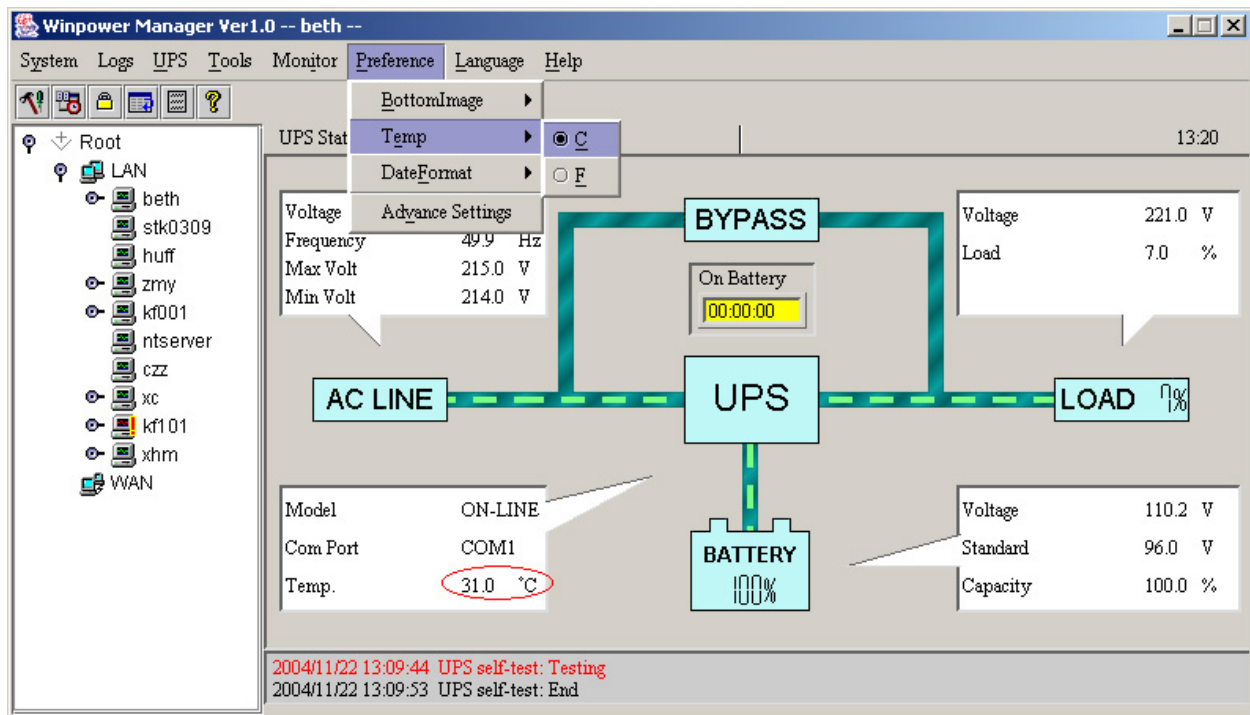 Winpower Manager Ver1.0 -- beth --
System Logs UPS Tools Monitor Preference Language Help
BottomImage
Temp
C
F
DateFormat
Advance Settings
UPS Stat
13:20
Root
LAN
beth
stk0309
huff
zmy
kf001
ntserver
czz
xc
kf101
xhm
WAN
Voltage
Frequency 49.9 Hz
Max Volt 215.0 V
Min Volt 214.0 V
BYPASS
On Battery
00:00:00
Voltage 221.0 V
Load 7.0 %
AC LINE
UPS
LOAD 7%
Model ON-LINE
Com Port COM1
Temp. 31.0 °C
BATTERY
100%
Voltage 110.2 V
Standard 96.0 V
Capacity 100.0 %
2004/11/22 13:09:44 UPS self-test: Testing
2004/11/22 13:09:53 UPS self-test: End